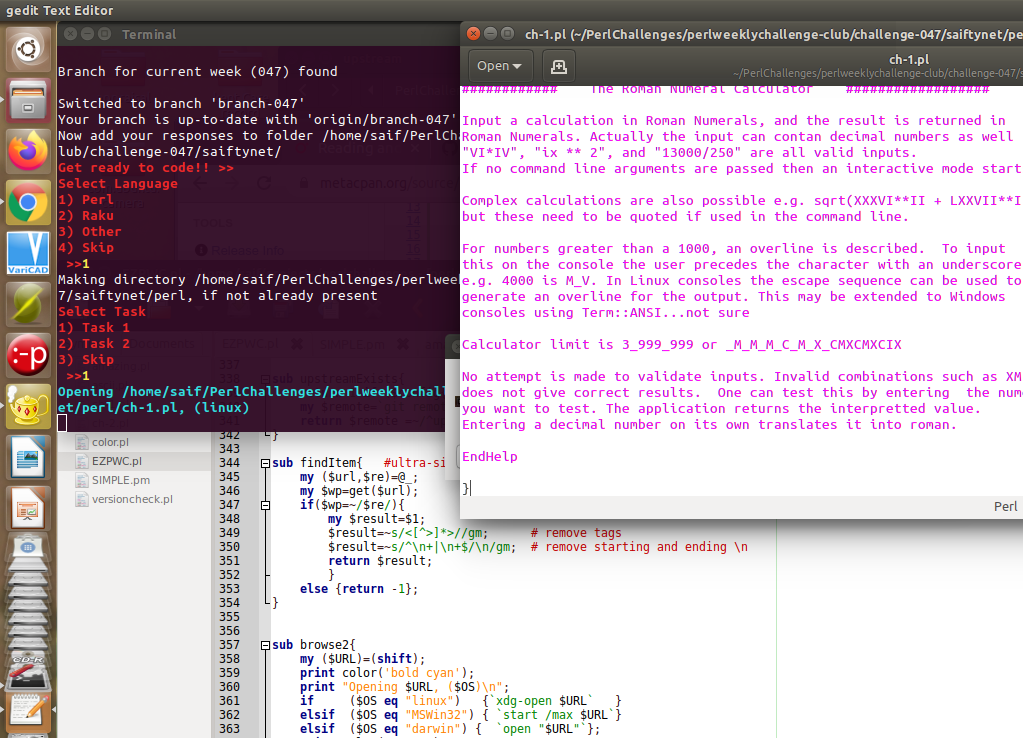 gedit Text Editor
Terminal
Branch for current week (047) found
Switched to branch 'branch-047'
Your branch is up-to-date with 'origin/branch-047'
Now add your responses to folder /home/saif/PerlCha
lub/challenge-047/saiftynet/
Get ready to code!! >>
Select Language
1) Perl
2) Raku
3) Other
4) Skip
>>1
Making directory /home/saif/PerlChallenges/perlweek
7/saiftynet/perl, if not already present
Select Task
1) Task 1
2) Task 2
3) Skip
>>1
Opening /home/saif/PerlChallenges/perlweeklychall
et/perl/ch-1.pl, (linux)
ch-1.pl (~/PerlChallenges/perlweeklychallenge-club/challenge-047/saiftynet/pe
Open
ch-1.pl
~/PerlChallenges/perlweeklychallenge-club/challenge-047/s
############ The Roman Numeral Calculator ##################
Input a calculation in Roman Numerals, and the result is returned in
Roman Numerals. Actually the input can contan decimal numbers as well
"VI*IV", "ix ** 2", and "13000/250" are all valid inputs.
If no command line arguments are passed then an interactive mode start
Complex calculations are also possible e.g. sqrt(XXXVI**II + LXXVII**I
but these need to be quoted if used in the command line.
For numbers greater than a 1000, an overline is described. To input
this on the console the user precedes the character with an underscore
e.g. 4000 is M_V. In Linux consoles the escape sequence can be used to
generate an overline for the output. This may be extended to Windows
consoles using Term::ANSI...not sure
Calculator limit is 3_999_999 or _M_M_M_C_M_X_CMXCMXCIX
No attempt is made to validate inputs. Invalid combinations such as XM
does not give correct results. One can test this by entering the num
you want to test. The application returns the interpretted value.
Entering a decimal number on its own translates it into roman.
EndHelp
}
Perl
VariCAD
:-p
CD-R
color.pl
EZPWC.pl
SIMPLE.pm
versioncheck.pl
342 }
343
344 sub findItem{ #ultra-si
345 my ($url,$re)=@_;
346 my $wp=get($url);
347 if($wp=~/$re/){
348 my $result=$1;
349 $result=~s/<[^>]*>//gm; # remove tags
350 $result=~s/^\n+|\n+$/\n/gm; # remove starting and ending \n
351 return $result;
352 }
353 else {return -1};
354 }
355
356
357 sub browse2{
358 my ($URL)=(shift);
359 print color('bold cyan');
360 print "Opening $URL, ($OS)\n";
361 if ($OS eq "linux") {`xdg-open $URL` }
362 elsif ($OS eq "MSWin32") { `start /max $URL`}
363 elsif ($OS eq "darwin") { `open "$URL"`};